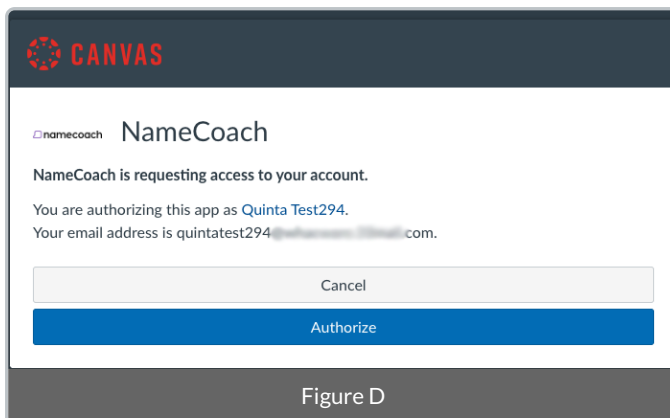 CANVAS
namecoach NameCoach
NameCoach is requesting access to your account.
You are authorizing this app as Quinta Test294.
Your email address is quintatest294 com.
Cancel
Authorize
Figure D